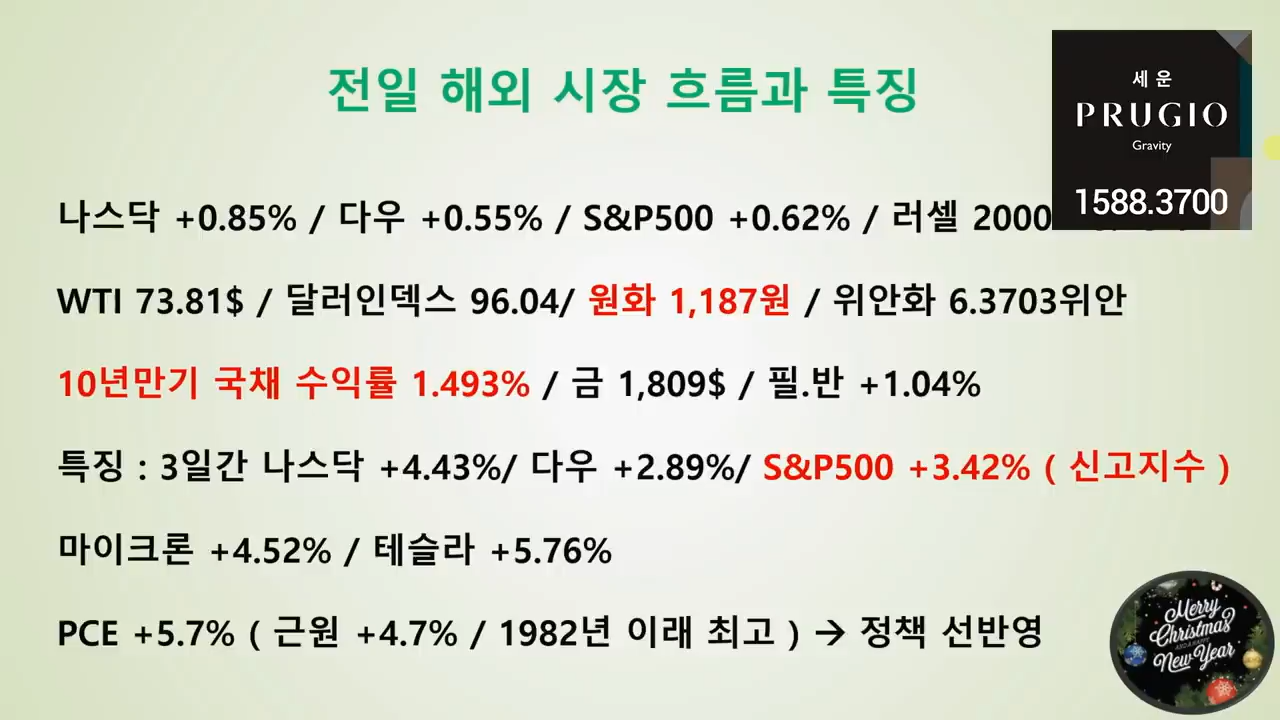 전일 해외 시장 흐름과 특징
세운
PRUGIO
Gravity
1588.3700
나스닥 +0.85% / 다우 +0.55% / S&P500 +0.62% / 러셀 2000
WTI 73.81$ / 달러인덱스 96.04/ 원화 1,187원 / 위안화 6.3703위안
10년만기 국채 수익률 1.493% / 금 1,809$ / 필.반 +1.04%
특징 : 3일간 나스닥 +4.43%/ 다우 +2.89%/ S&P500 +3.42% ( 신고지수 )
마이크론 +4.52% / 테슬라 +5.76%
PCE +5.7% ( 근원 +4.7% / 1982년 이래 최고 ) → 정책 선반영
Merry
Christmas
AND A HAPPY
New Year